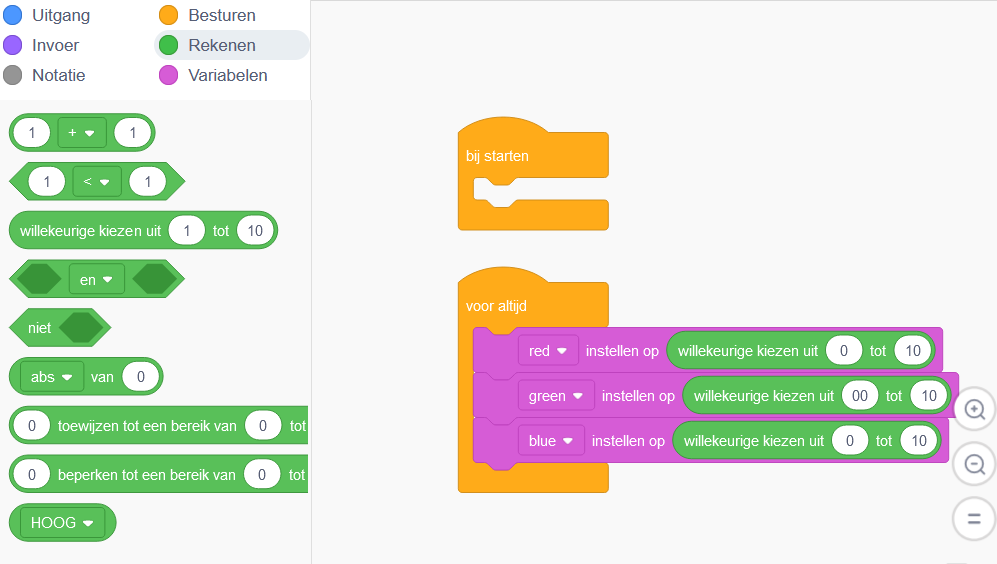 Uitgang
Besturen
Invoer
Rekenen
Notatie
Variabelen
1 + 1
1 < 1
willekeurige kiezen uit 1 tot 10
en
niet
abs van 0
0 toewijzen tot een bereik van 0 tot
0 beperken tot een bereik van 0 tot
HOOG
bij starten
voor altijd
red instellen op willekeurige kiezen uit 0 tot 10
green instellen op willekeurige kiezen uit 00 tot 10
blue instellen op willekeurige kiezen uit 0 tot 10